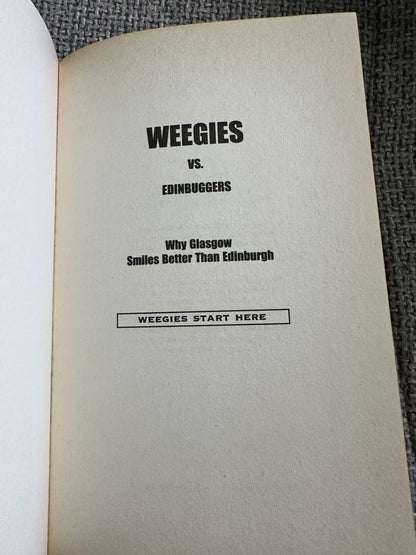 WEEGIES
VS.
EDINBUGGERS
Why Glasgow
Smiles Better Than Edinburgh
WEEGIES START HERE